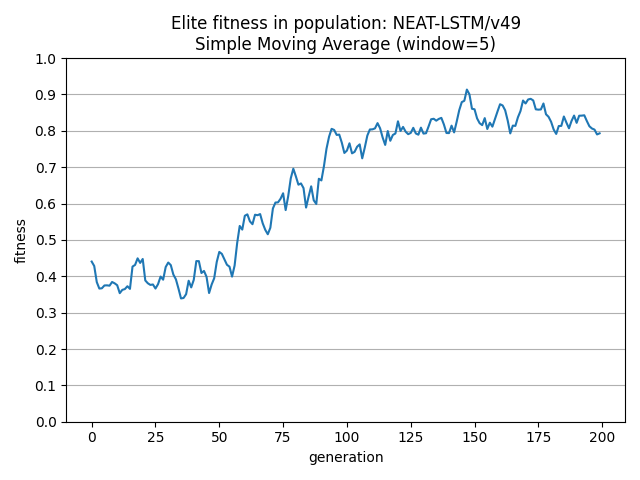 Elite fitness in population: NEAT-LSTM/v49
Simple Moving Average (window=5)
1.0
0.9
0.8
0.7
0.6
0.5
0.4
0.3
0.2
0.1
0.0
fitness
0 25 50 75 100 125 150 175 200
generation